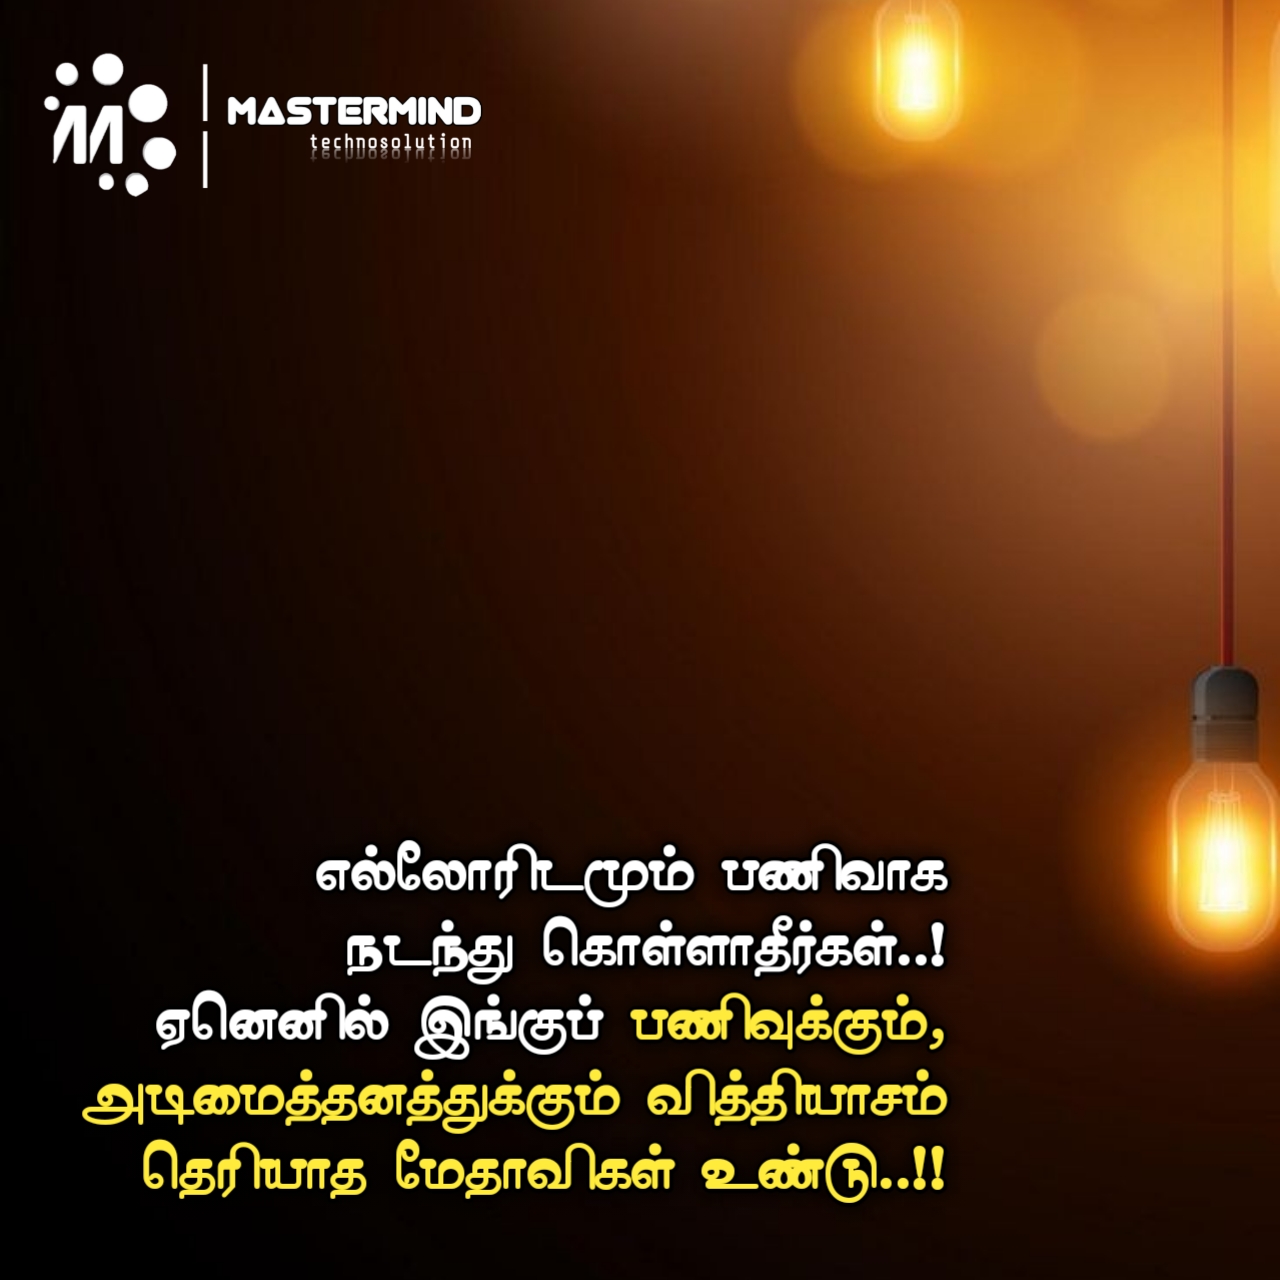 MASTERMIND
technosolution
எல்லோரிடமும் பணிவாக
நடந்து கொள்ளாதீர்கள்..!
ஏனெனில் இங்குப் பணிவுக்கும்,
அடிமைத்தனத்துக்கும் வித்தியாசம்
தெரியாத மேதாவிகள் உண்டு..!!